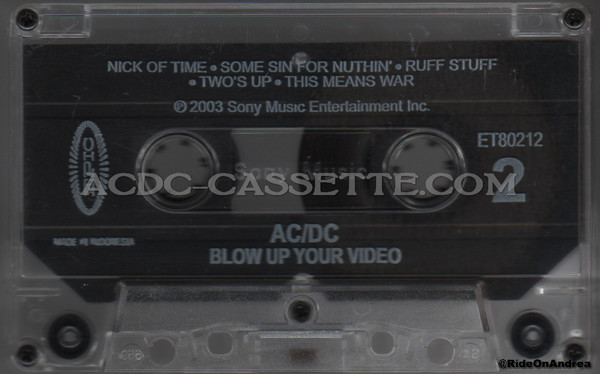 NICK OF TIME • SOME SIN FOR NUTHIN' • RUFF STUFF
• TWO'S UP • THIS MEANS WAR
℗ 2003 Sony Music Entertainment Inc.
ET80212
Sony Music
2
ACDC-CASSETTE.COM
MADE IN INDONESIA
AC/DC
BLOW UP YOUR VIDEO
@RideOnAndrea